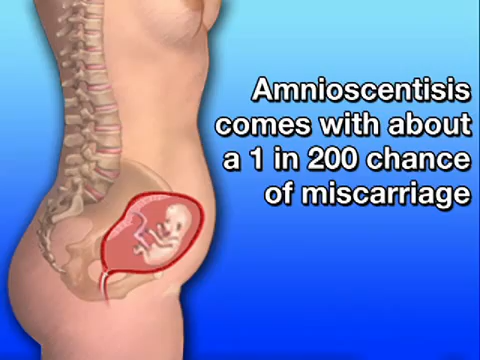 Amnioscentisis
comes with about
a 1 in 200 chance
of miscarriage